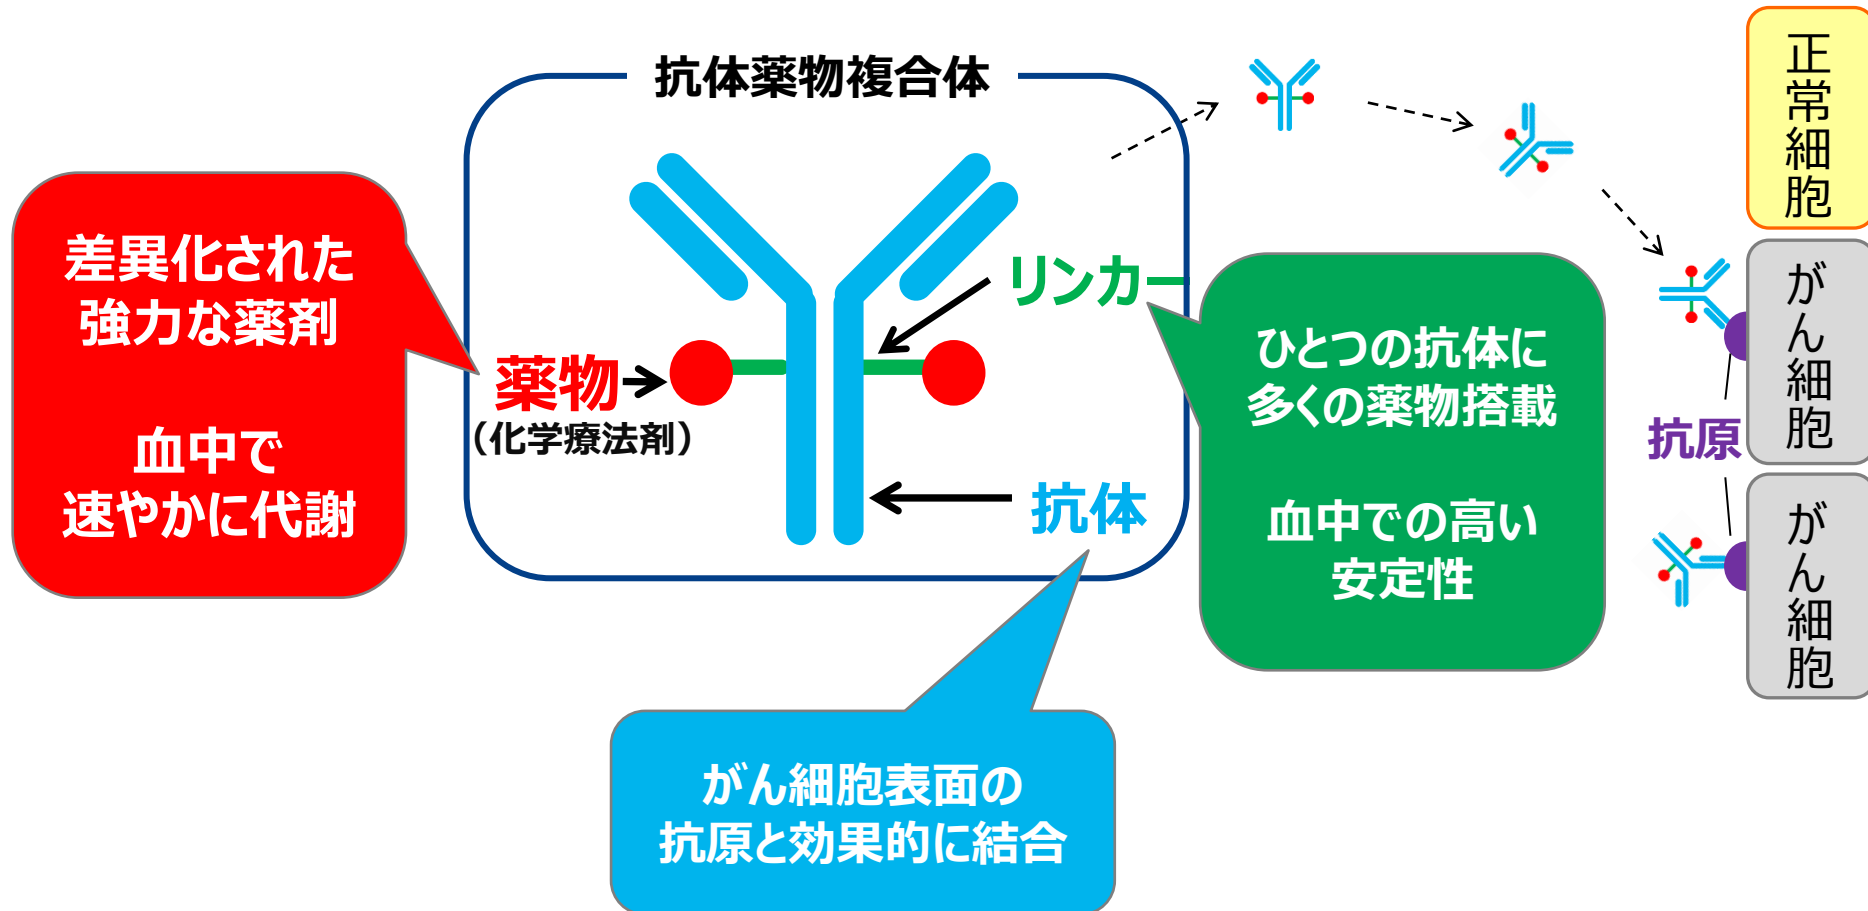 抗体薬物複合体
差異化された
強力な薬剤
血中で
速やかに代謝
薬物
（化学療法剤）
リンカー
抗体
ひとつの抗体に
多くの薬物搭載
血中での高い
安定性
がん細胞表面の
抗原と効果的に結合
正常細胞
がん細胞
抗原
がん細胞